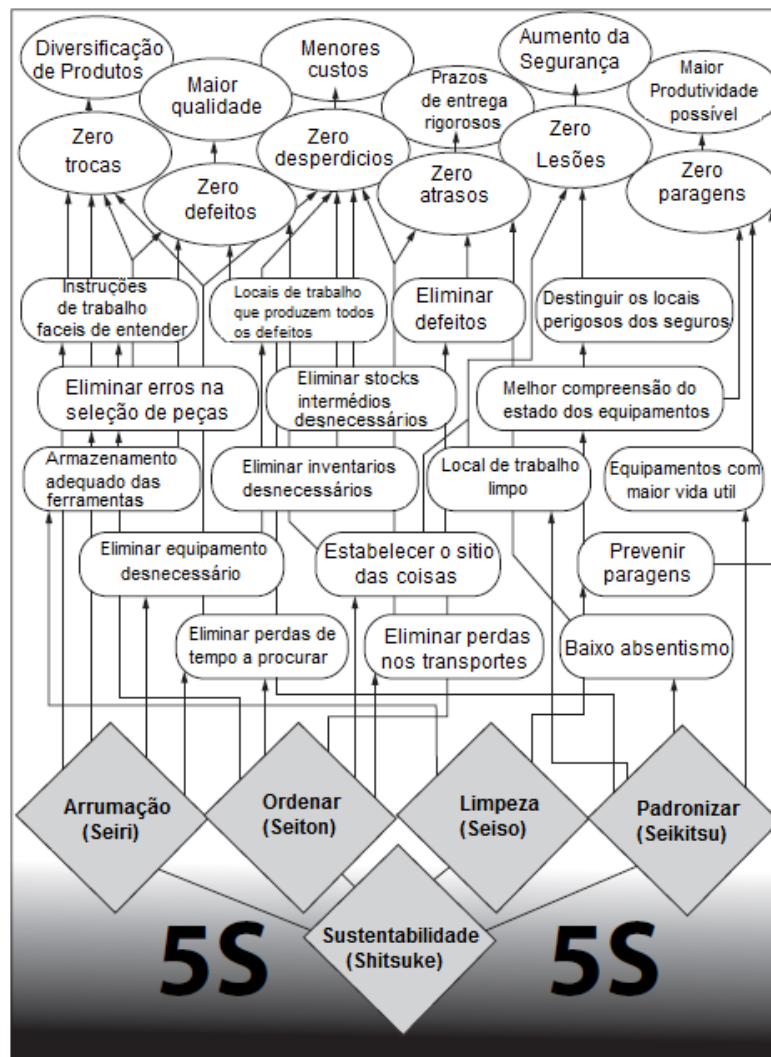 Diversificação
de Produtos
Maior
qualidade
Menores
custos
Prazos
de entrega
rigorosos
Aumento da
Segurança
Maior
Produtividade
possível
Zero
trocas
Zero
defeitos
Zero
desperdicios
Zero
atrasos
Zero
Lesões
Zero
paragens
Instruções
de trabalho
faceis de entender
Locais de trabalho
que produzem todos
os defeitos
Eliminar
defeitos
Destinguir os locais
perigosos dos seguros
Eliminar erros na
seleção de peças
Eliminar stocks
intermédios
desnecessários
Melhor compreensão do
estado dos equipamentos
Armazenamento
adequado das
ferramentas
Eliminar inventarios
desnecessários
Local de trabalho
limpo
Equipamentos com
maior vida util
Eliminar equipamento
desnecessário
Estabelecer o sitio
das coisas
Prevenir
paragens
Eliminar perdas de
tempo a procurar
Eliminar perdas
nos transportes
Baixo absentismo
Arrumação
(Seiri)
Ordenar
(Seiton)
Limpeza
(Seiso)
Padronizar
(Seikitsu)
Sustentabilidade
(Shitsuke)
5S
5S